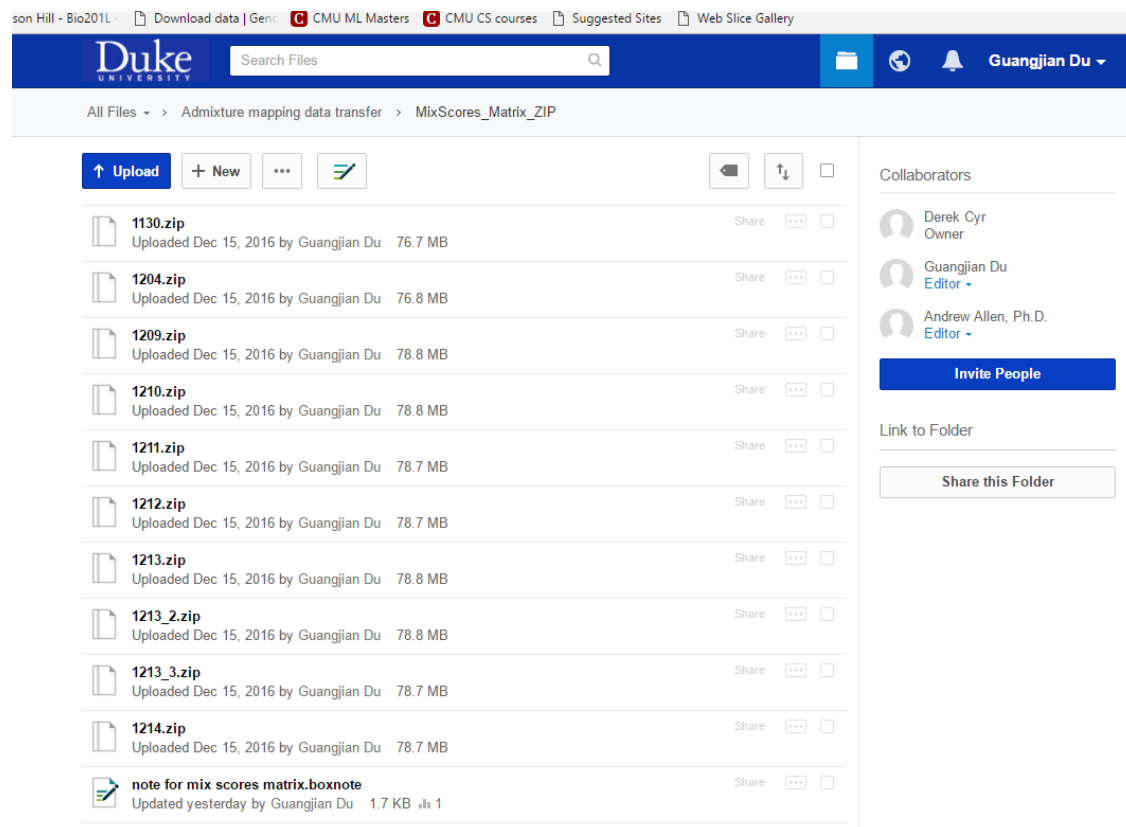 son Hill - Bio201L - Download data | Geno CMU ML Masters CMU CS courses Suggested Sites Web Slice Gallery
Duke
UNIVERSITY
Search Files
Guangjian Du
All Files > Admixture mapping data transfer > MixScores_Matrix_ZIP
Upload + New ...
1130.zip
Share
Uploaded Dec 15, 2016 by Guangjian Du 76.7 MB
1204.zip
Share
Uploaded Dec 15, 2016 by Guangjian Du 76.8 MB
1209.zip
Share
Uploaded Dec 15, 2016 by Guangjian Du 78.8 MB
1210.zip
Share
Uploaded Dec 15, 2016 by Guangjian Du 78.8 MB
1211.zip
Share
Uploaded Dec 15, 2016 by Guangjian Du 78.7 MB
1212.zip
Share
Uploaded Dec 15, 2016 by Guangjian Du 78.7 MB
1213.zip
Share
Uploaded Dec 15, 2016 by Guangjian Du 78.8 MB
1213_2.zip
Share
Uploaded Dec 15, 2016 by Guangjian Du 78.8 MB
1213_3.zip
Share
Uploaded Dec 15, 2016 by Guangjian Du 78.7 MB
1214.zip
Share
Uploaded Dec 15, 2016 by Guangjian Du 78.7 MB
note for mix scores matrix.boxnote
Share
Updated yesterday by Guangjian Du 1.7 KB 1
Collaborators
Derek Cyr
Owner
Guangjian Du
Editor
Andrew Allen, Ph.D.
Editor
Invite People
Link to Folder
Share this Folder